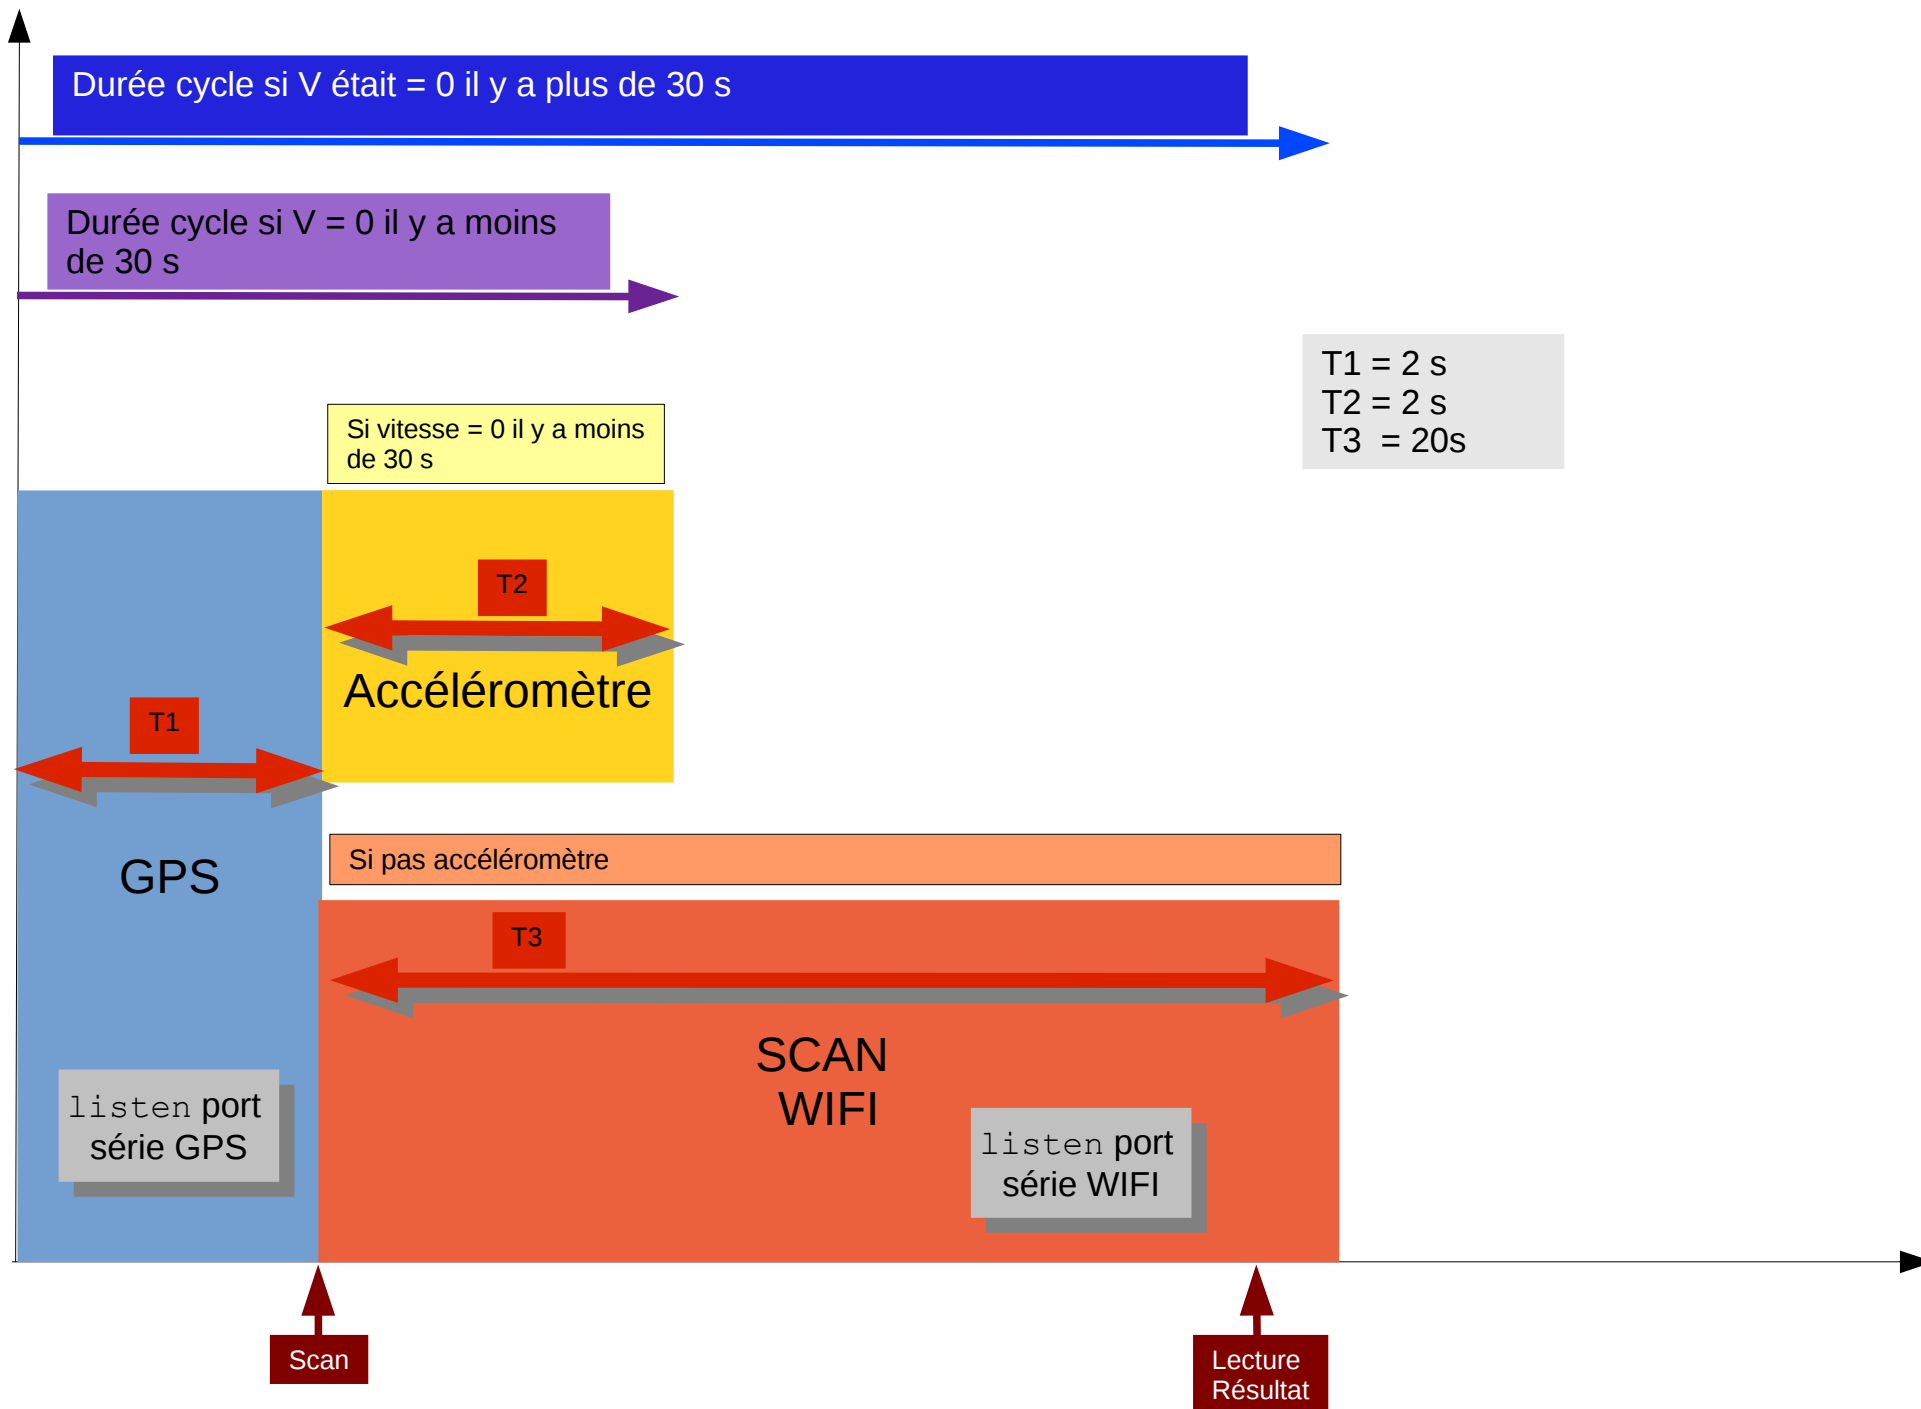 Durée cycle si V était = 0 il y a plus de 30 s
Durée cycle si V = 0 il y a moins
de 30 s
T1 = 2 s
T2 = 2 s
T3  = 20s
Si vitesse = 0 il y a moins
de 30 s
T2
Accéléromètre
T1
GPS
Si pas accéléromètre
T3
SCAN
WIFI
listen port
série GPS
listen port
série WIFI
Scan
Lecture
Résultat